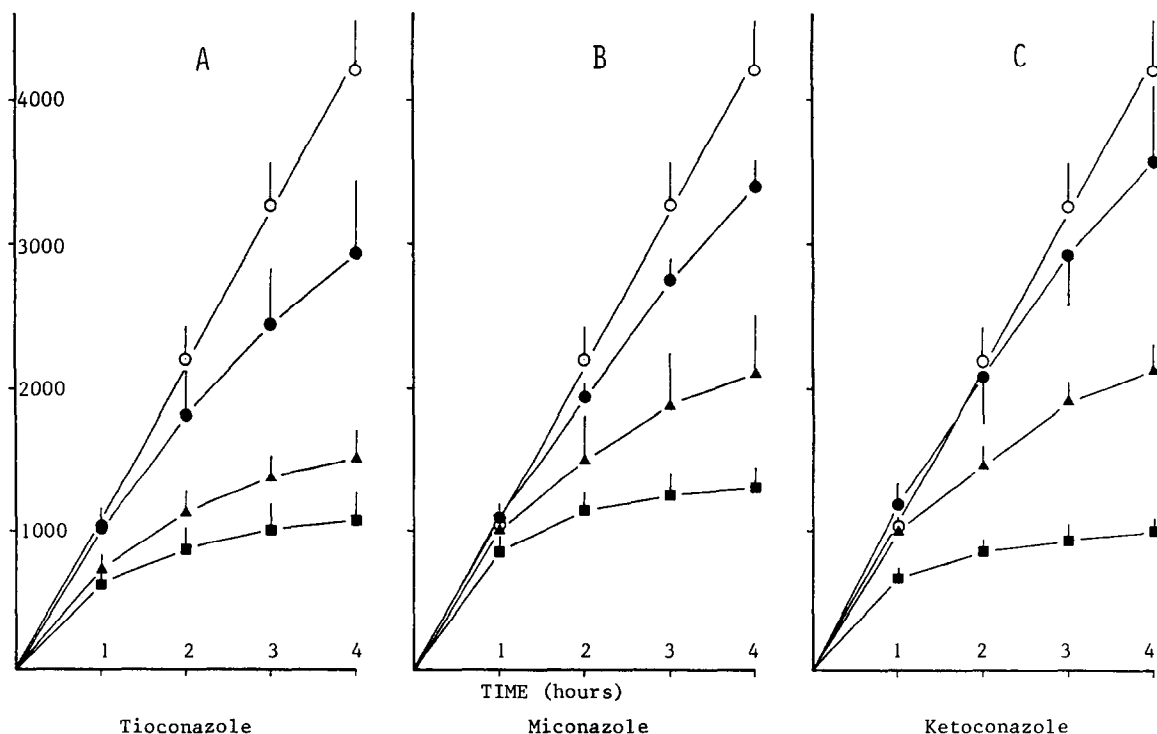 A B C
4000
3000
2000
1000
1 2 3 4 1 2 3 4 1 2 3 4
TIME (hours)
Tioconazole Miconazole Ketoconazole